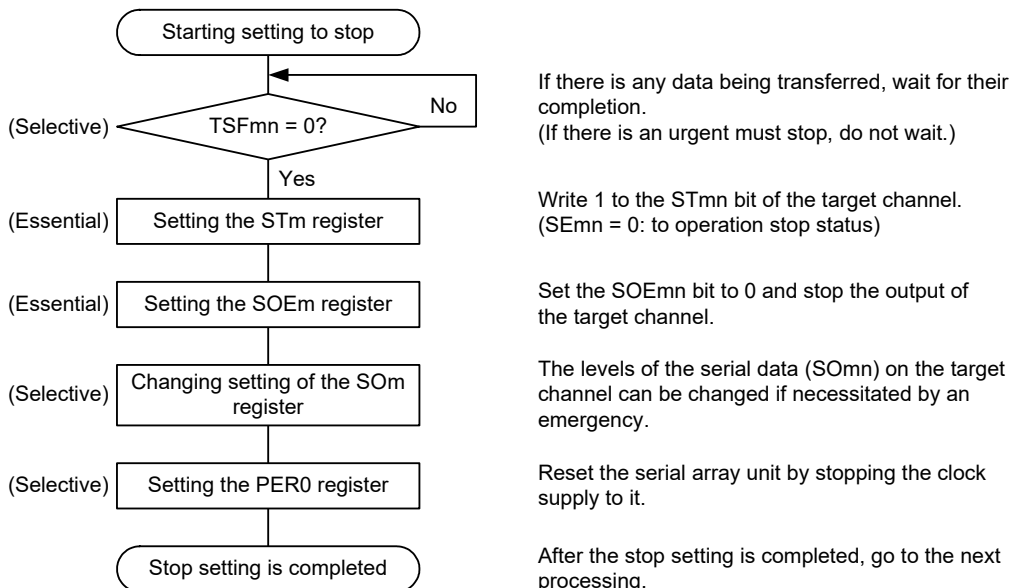 Starting setting to stop
If there is any data being transferred, wait for their
completion.
(If there is an urgent must stop, do not wait.)
No
(Selective)
TSFmn = 0?
Yes
Write 1 to the STmn bit of the target channel.
(SEmn = 0: to operation stop status)
(Essential)
Setting the STm register
Set the SOEmn bit to 0 and stop the output of
the target channel.
(Essential)
Setting the SOEm register
The levels of the serial data (SOmn) on the target
channel can be changed if necessitated by an
emergency.
(Selective)
Changing setting of the SOm
register
Reset the serial array unit by stopping the clock
supply to it.
(Selective)
Setting the PER0 register
Stop setting is completed
After the stop setting is completed, go to the next
processing.